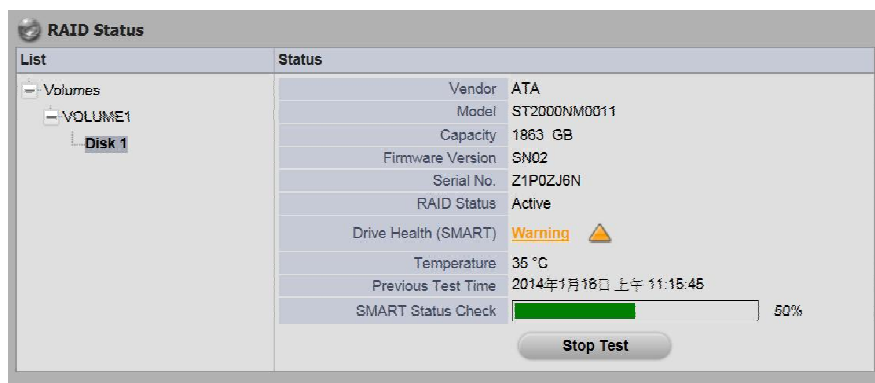 RAID Status
List
Status
Volumes
VOLUME1
Disk 1
Vendor ATA
Model ST2000NM0011
Capacity 1863 GB
Firmware Version SN02
Serial No. Z1P0ZJ6N
RAID Status Active
Drive Health (SMART) Warning
Temperature 35 °C
Previous Test Time 2014年1月18日 上午 11:15:45
SMART Status Check 50%
Stop Test